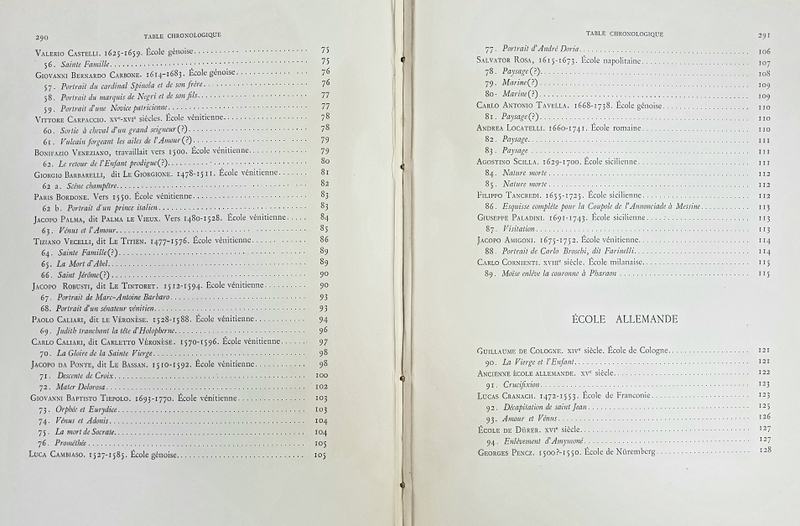 290 TABLE CHRONOLOGIQUE
VALERIO CASTELLI. 1625-1659. École génoise 75
56. Sainte Famille 75
GIOVANNI BERNARDO CARBONE. 1614-1683. École génoise 76
57. Portrait du cardinal Spinola et de son frère 76
58. Portrait du marquis de Negri et de son fils 77
59. Portrait d'une Novice patricienne 77
VITTORE CARPACCIO. XVe-XVIe siècles. École vénitienne 78
60. Sortie à cheval d'un grand seigneur (?) 78
61. Vulcain forgeant les ailes de l'Amour (?) 79
BONIFAZIO VENEZIANO, travaillait vers 1500. École vénitienne 79
62. Le retour de l'Enfant prodigue (?) 80
GIORGIO BARBARELLI, dit LE GIORGIONE. 1478-1511. École vénitienne 81
62 a. Scène champêtre 82
PARIS BORDONE. Vers 1550. École vénitienne 83
62 b. Portrait d'un prince italien 83
JACOPO PALMA, dit PALMA LE VIEUX. Vers 1480-1528. École vénitienne 84
63. Vénus et l'Amour 85
TIZIANO VECELLI, dit LE TITIEN. 1477-1576. École vénitienne 86
64. Sainte Famille (?) 89
65. La Mort d'Abel 89
66. Saint Jérôme (?) 90
JACOPO ROBUSTI, dit LE TINTORET. 1512-1594. École vénitienne 90
67. Portrait de Marc-Antoine Barbaro 93
68. Portrait d'un sénateur vénitien 93
PAOLO CALIARI, dit LE VÉRONÈSE. 1528-1588. École vénitienne 94
69. Judith tranchant la tête d'Holopherne 96
CARLO CALIARI, dit CARLETTO VÉRONÈSE. 1570-1596. École vénitienne 97
70. La Gloire de la Sainte Vierge 98
JACOPO DA PONTE, dit LE BASSAN. 1510-1592. École vénitienne 98
71. Descente de Croix 100
72. Mater Dolorosa 102
GIOVANNI BAPTISTO TIEPOLO. 1693-1770. École vénitienne 103
73. Orphée et Eurydice 103
74. Vénus et Adonis 104
75. La mort de Socrate 104
76. Prométhée 105
LUCA CAMBIASO. 1527-1585. École génoise 105
TABLE CHRONOLOGIQUE 291
77. Portrait d'André Doria 106
SALVATOR ROSA, 1615-1673. École napolitaine 107
78. Paysage (?) 108
79. Marine (?) 109
80. Marine (?) 109
CARLO ANTONIO TAVELLA. 1668-1738. École génoise 110
81. Paysage (?) 110
ANDREA LOCATELLI. 1660-1741. École romaine 110
82. Paysage 111
83. Paysage 111
AGOSTINO SCILLA. 1629-1700. École sicilienne 111
84. Nature morte 112
85. Nature morte 112
FILIPPO TANCREDI. 1655-1725. École sicilienne 112
86. Esquisse complète pour la Coupole de l'Annonciade à Messine 113
GIUSEPPE PALADINI. 1691-1743. École sicilienne 113
87. Visitation 113
JACOPO AMIGONI. 1675-1752. École vénitienne 114
88. Portrait de Carlo Broschi, dit Farinelli 114
CARLO CORNIENTI. XVIIIe siècle. École milanaise 115
89. Moïse enlève la couronne à Pharaon 115
ÉCOLE ALLEMANDE
GUILLAUME DE COLOGNE. XIVe siècle. École de Cologne 121
90. La Vierge et l'Enfant 121
ANCIENNE ÉCOLE ALLEMANDE. XVe siècle 122
91. Crucifixion 123
LUCAS CRANACH. 1472-1553. École de Franconie 123
92. Décapitation de saint Jean 125
93. Amour et Vénus 126
ÉCOLE DE DÜRER. XVIe siècle 127
94. Enlèvement d'Amymoné 127
GEORGES PENCZ. 1500?-1550. École de Nüremberg 128